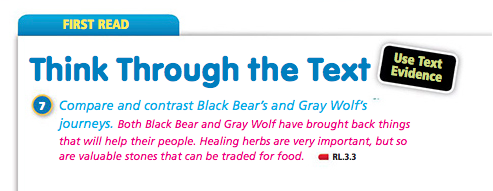 FIRST READ
Think Through the Text
Use Text
Evidence
7 Compare and contrast Black Bear's and Gray Wolf's
journeys. Both Black Bear and Gray Wolf have brought back things
that will help their people. Healing herbs are very important, but so
are valuable stones that can be traded for food. RL.3.3